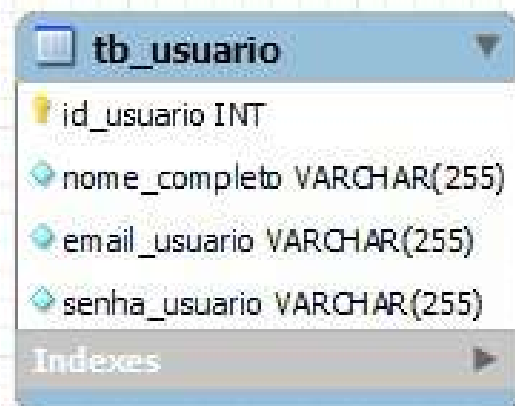 tb_usuario
id_usuario INT
nome_completo VARCHAR(255)
email_usuario VARCHAR(255)
senha_usuario VARCHAR(255)
Indexes